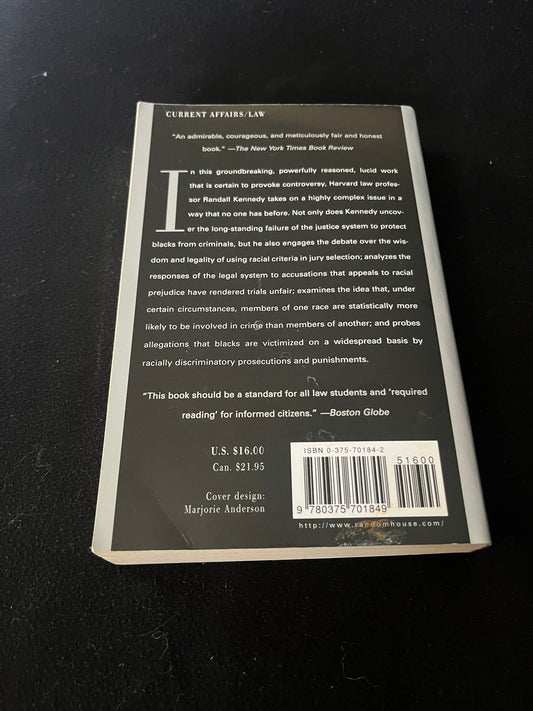 CURRENT AFFAIRS/LAW
"An admirable, courageous, and meticulously fair and honest
book." —The New York Times Book Review
In this groundbreaking, powerfully reasoned, lucid work
that is certain to provoke controversy, Harvard law profes-
sor Randall Kennedy takes on a highly complex issue in a
way that no one has before. Not only does Kennedy uncov-
er the long-standing failure of the justice system to protect
blacks from criminals, but he also engages the debate over the wis-
dom and legality of using racial criteria in jury selection; analyzes the
responses of the legal system to accusations that appeals to racial
prejudice have rendered trials unfair; examines the idea that, under
certain circumstances, members of one race are statistically more
likely to be involved in crime than members of another; and probes
allegations that blacks are victimized on a widespread basis by
racially discriminatory prosecutions and punishments.
"This book should be a standard for all law students and 'required
reading' for informed citizens." —Boston Globe
U.S. $16.00
Can. $21.95
Cover design:
Marjorie Anderson
ISBN 0-375-70184-2
51600
9 780375 701849
http://www.randomhouse.com/